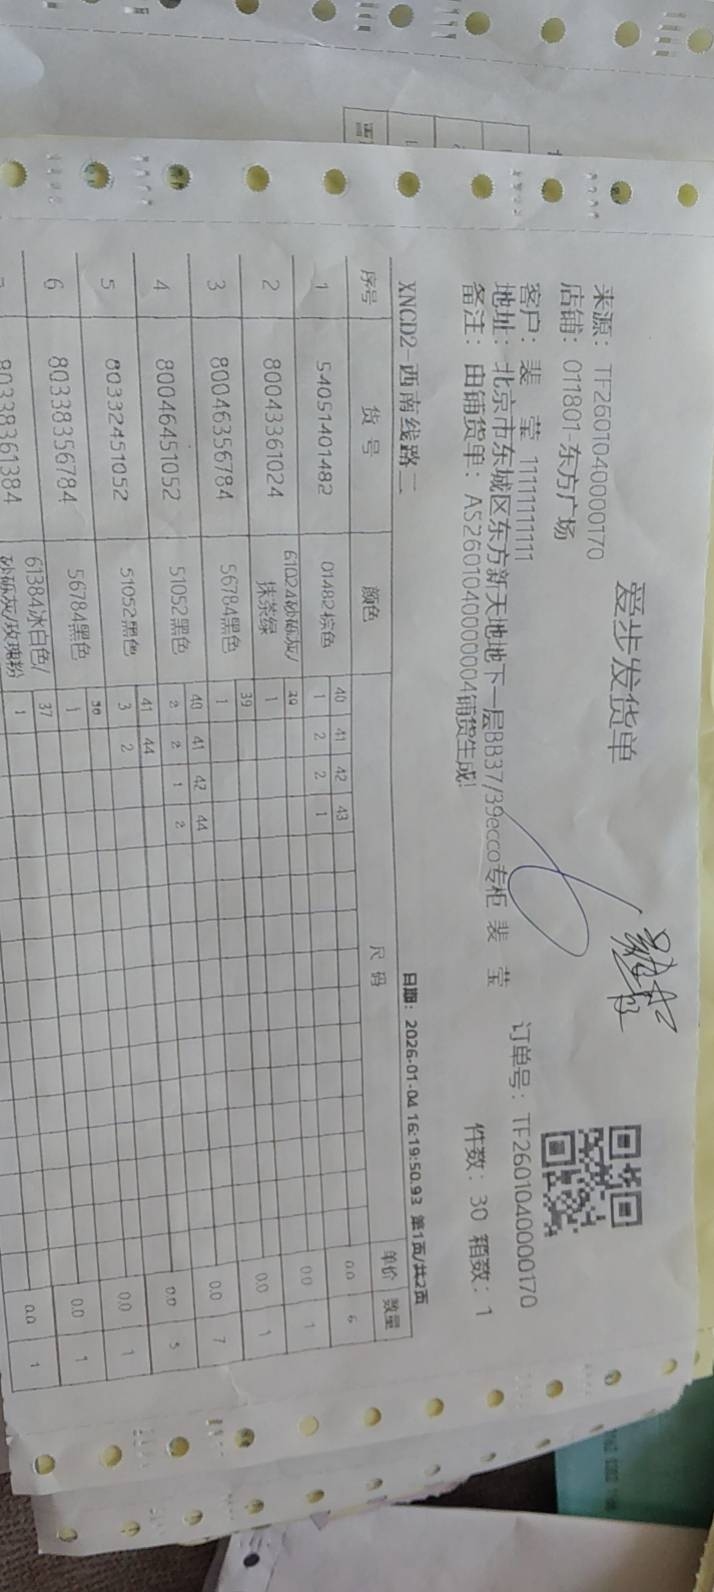 爱步发货单
来源: TF2601040000170
店铺: 011801-东方广场
订单号: TF2601040000170
客户: 裴 莹 11111111111
地址: 北京市东城区东方新天地地下一层BB37/39ecco专柜 裴 莹
件数: 30 箱数: 1
备注: 由铺货单: AS2601040000004铺货生成!
XNCD2-西南线路二
日期: 2026-01-04 16:19:50.93 第1页/共2页
序号 货号 颜色 尺码 单价 数量
40 41 42 43
1 54051401482 01482棕色 1 2 2 1 0.0 6
2 80043361024 61024砂砾灰/抹茶绿 1 0.0 1
39
3 80046356784 56784黑色 1 0.0 1
40 41 42 44
4 80046451052 51052黑色 2 2 1 2 0.0 7
41 44
5 80332451052 51052黑色 3 2 0.0 5
6 80338356784 56784黑色 1 0.0 1
37
80338361384 61384冰白色/砂砾灰/玫瑰粉 1 0.0 1